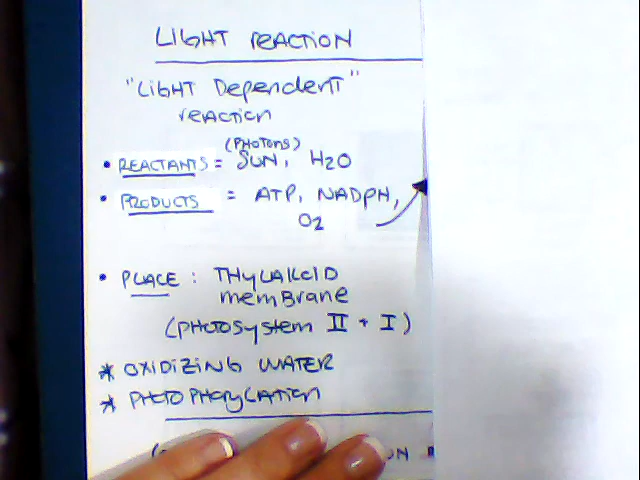 LIGHT REACTION
"LIGHT DEPENDENT"
REACTION
(PHOTONS)
• REACTANTS = SUN, H2O
• PRODUCTS = ATP, NADPH,
O2
• PLACE : THYLAKOID
MEMBRANE
(PHOTOSYSTEM II + I)
* OXIDIZING WATER
* PHOTOPHORYLATION